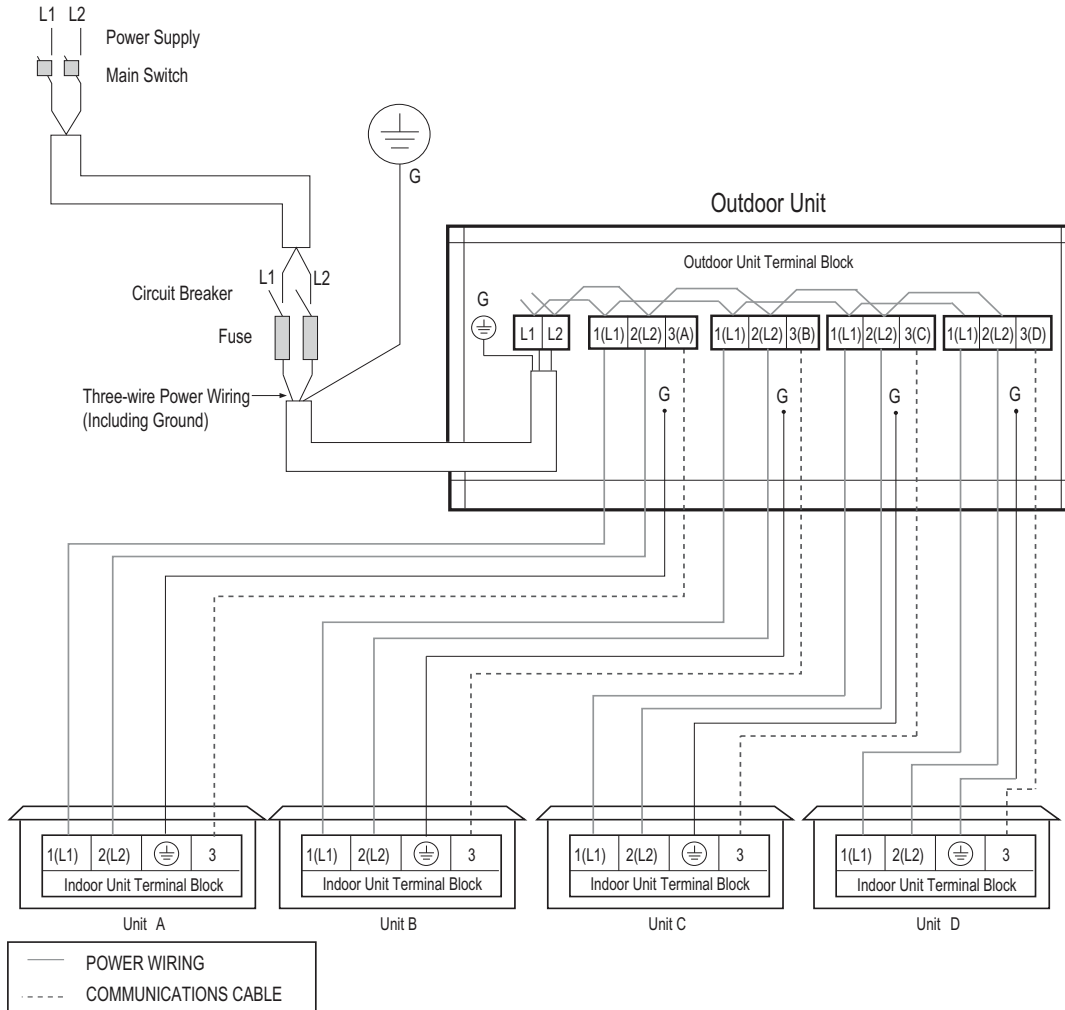 L1 L2
Power Supply
Main Switch
G
Outdoor Unit
Outdoor Unit Terminal Block
L1 L2
Circuit Breaker
Fuse
G
L1 L2 1(L1) 2(L2) 3(A) 1(L1) 2(L2) 3(B) 1(L1) 2(L2) 3(C) 1(L1) 2(L2) 3(D)
Three-wire Power Wiring
(Including Ground)
G G G G
1(L1) 2(L2) 3 1(L1) 2(L2) 3 1(L1) 2(L2) 3 1(L1) 2(L2) 3
Indoor Unit Terminal Block Indoor Unit Terminal Block Indoor Unit Terminal Block Indoor Unit Terminal Block
Unit A Unit B Unit C Unit D
POWER WIRING
COMMUNICATIONS CABLE